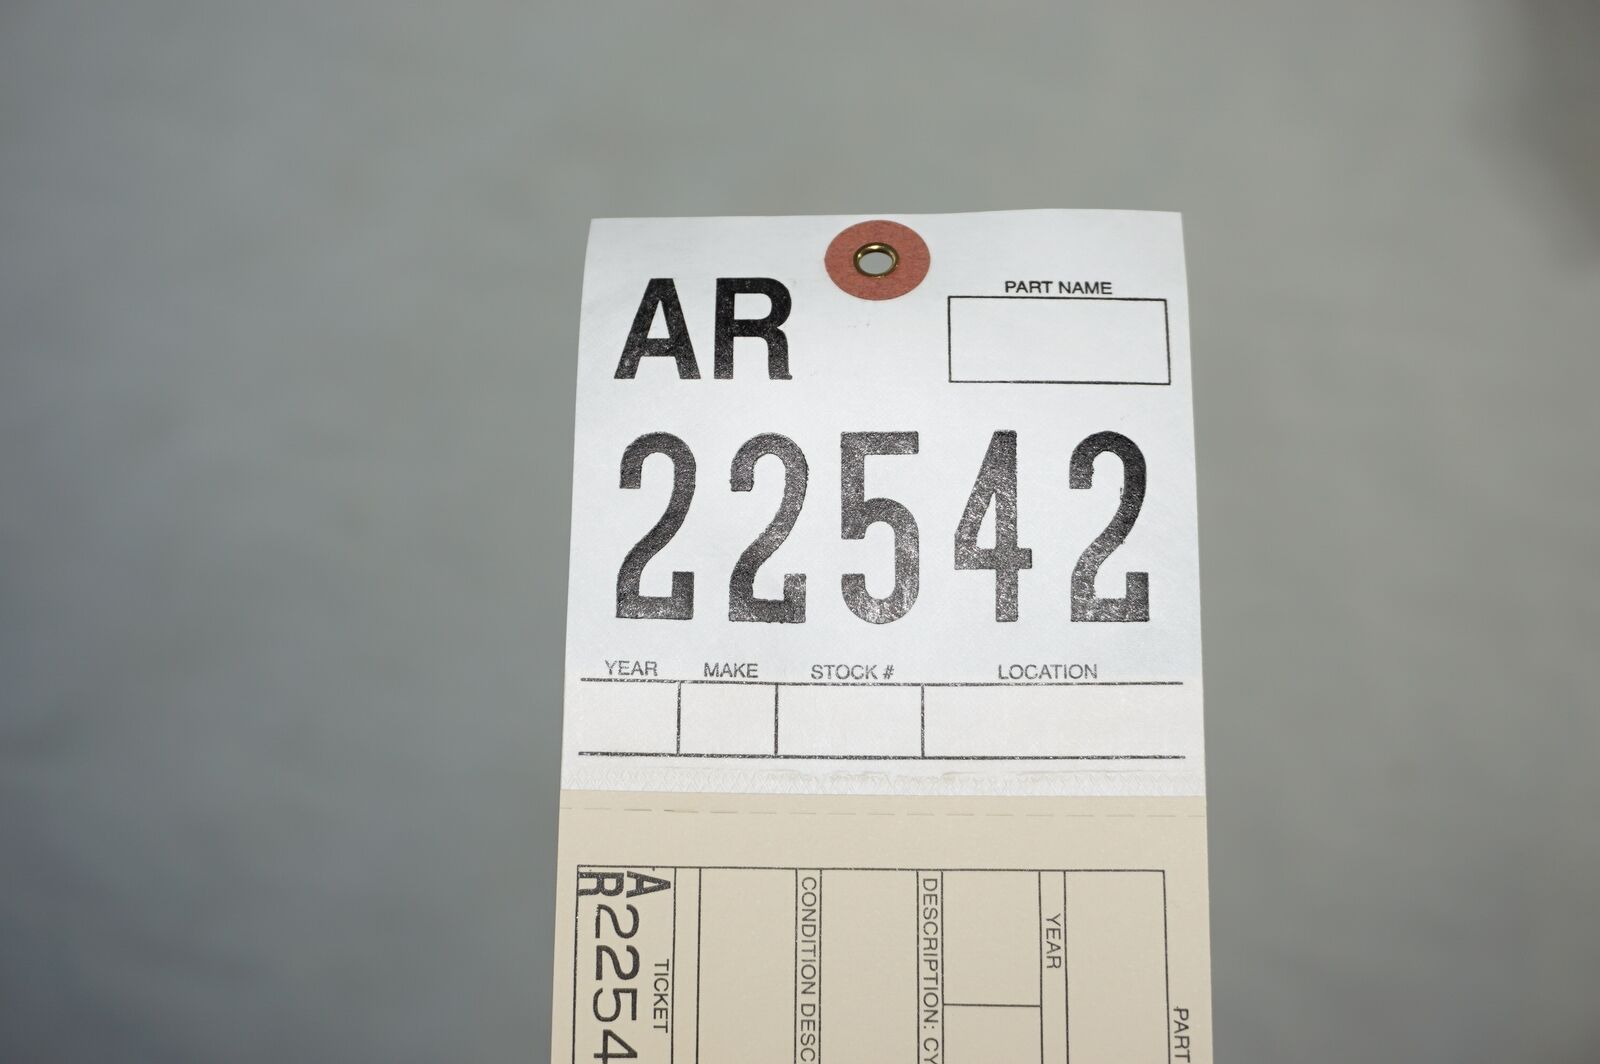 AR
PART NAME
22542
YEAR MAKE STOCK # LOCATION
AR 2254
TICKET
CONDITION DESC
DESCRIPTION: CY
YEAR
PART